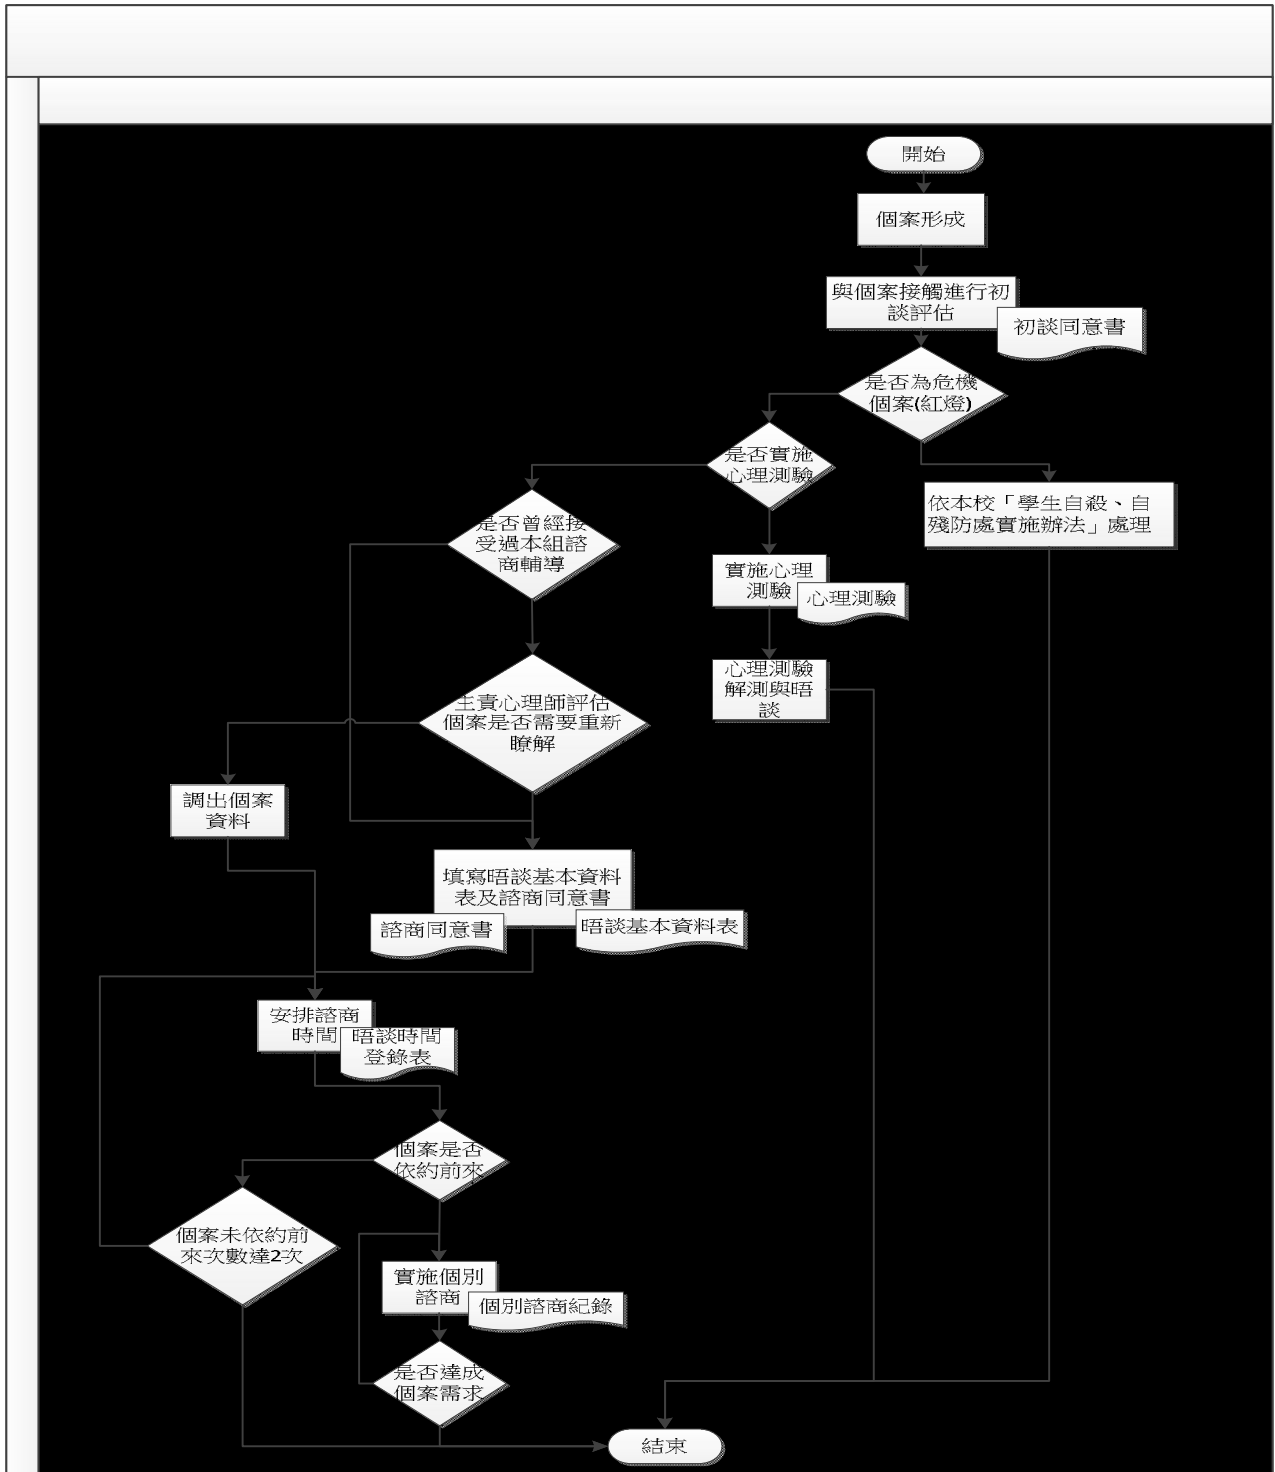 開始
個案形成
與個案接觸進行初
談評估
初談同意書
是否為危機
個案(紅燈)
是否實施
心理測驗
依本校「學生自殺、自
殘防處實施辦法」處理
是否曾經接
受過本組諮
商輔導
實施心理
測驗
心理測驗
心理測驗
解測與晤
談
主責心理師評估
個案是否需要重新
瞭解
調出個案
資料
填寫晤談基本資料
表及諮商同意書
諮商同意書
晤談基本資料表
安排諮商
時間
晤談時間
登錄表
個案是否
依約前來
個案未依約前
來次數達2次
實施個別
諮商
個別諮商紀錄
是否達成
個案需求
結束